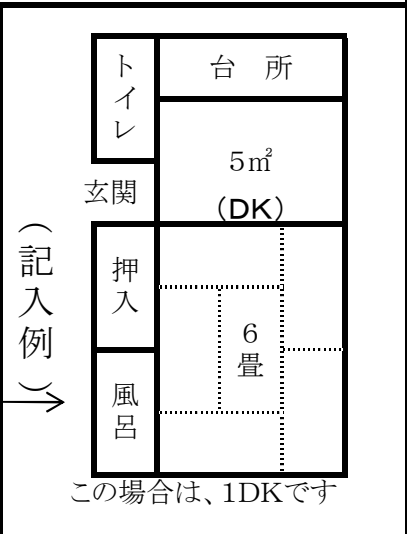 トイレ
台　所
5㎡
（DK）
玄関
（記入例）
押入
6畳
風呂
この場合は、1DKです